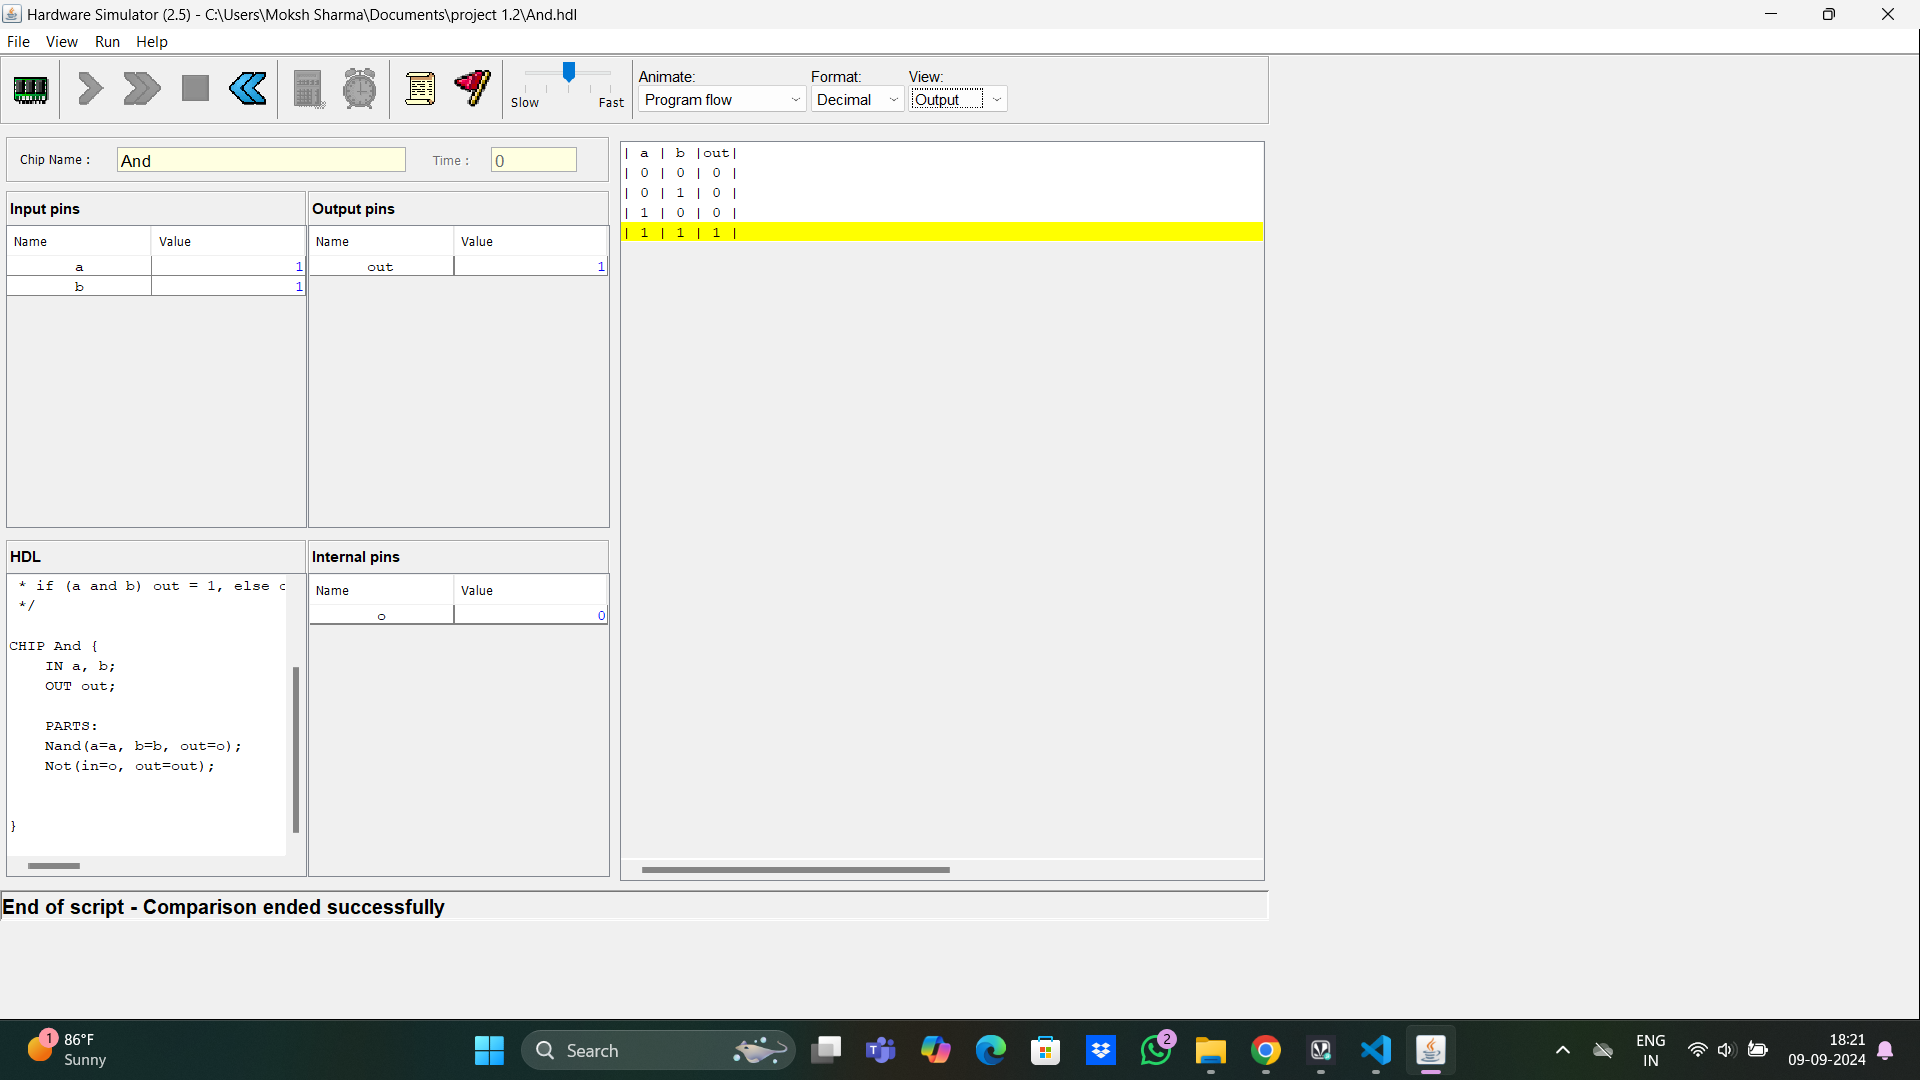 Hardware Simulator (2.5) - C:\Users\Moksh Sharma\Documents\project 1.2\And.hdl
File View Run Help
Slow Fast
Animate: Format: View:
Program flow Decimal Output
Chip Name : And Time : 0
Input pins
Name Value
a 1
b 1
Output pins
Name Value
out 1
| a | b |out|
| 0 | 0 | 0 |
| 0 | 1 | 0 |
| 1 | 0 | 0 |
| 1 | 1 | 1 |
HDL
* if (a and b) out = 1, else
*/
CHIP And {
IN a, b;
OUT out;
PARTS:
Nand(a=a, b=b, out=o);
Not(in=o, out=out);
}
Internal pins
Name Value
o 0
End of script - Comparison ended successfully
1
86°F
Sunny
Search
2
ENG
IN
18:21
09-09-2024